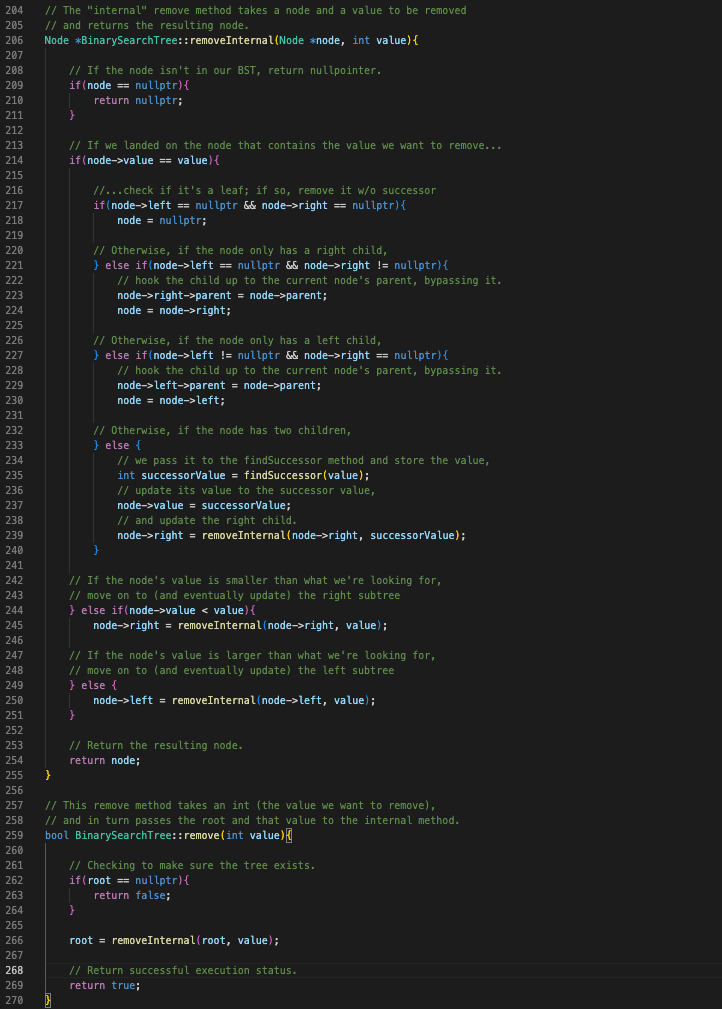 204 // The "internal" remove method takes a node and a value to be removed
205 // and returns the resulting node.
206 Node *BinarySearchTree::removeInternal(Node *node, int value){
207
208     // If the node isn't in our BST, return nullpointer.
209     if(node == nullptr){
210         return nullptr;
211     }
212
213     // If we landed on the node that contains the value we want to remove...
214     if(node->value == value){
215
216         //...check if it's a leaf; if so, remove it w/o successor
217         if(node->left == nullptr && node->right == nullptr){
218             node = nullptr;
219
220         // Otherwise, if the node only has a right child,
221         } else if(node->left == nullptr && node->right != nullptr){
222             // hook the child up to the current node's parent, bypassing it.
223             node->right->parent = node->parent;
224             node = node->right;
225
226         // Otherwise, if the node only has a left child,
227         } else if(node->left != nullptr && node->right == nullptr){
228             // hook the child up to the current node's parent, bypassing it.
229             node->left->parent = node->parent;
230             node = node->left;
231
232         // Otherwise, if the node has two children,
233         } else {
234             // we pass it to the findSuccessor method and store the value,
235             int successorValue = findSuccessor(value);
236             // update its value to the successor value,
237             node->value = successorValue;
238             // and update the right child.
239             node->right = removeInternal(node->right, successorValue);
240         }
241
242     // If the node's value is smaller than what we're looking for,
243     // move on to (and eventually update) the right subtree
244     } else if(node->value < value){
245         node->right = removeInternal(node->right, value);
246
247     // If the node's value is larger than what we're looking for,
248     // move on to (and eventually update) the left subtree
249     } else {
250         node->left = removeInternal(node->left, value);
251     }
252
253     // Return the resulting node.
254     return node;
255 }
256
257 // This remove method takes an int (the value we want to remove),
258 // and in turn passes the root and that value to the internal method.
259 bool BinarySearchTree::remove(int value){
260
261     // Checking to make sure the tree exists.
262     if(root == nullptr){
263         return false;
264     }
265
266     root = removeInternal(root, value);
267
268     // Return successful execution status.
269     return true;
270 }